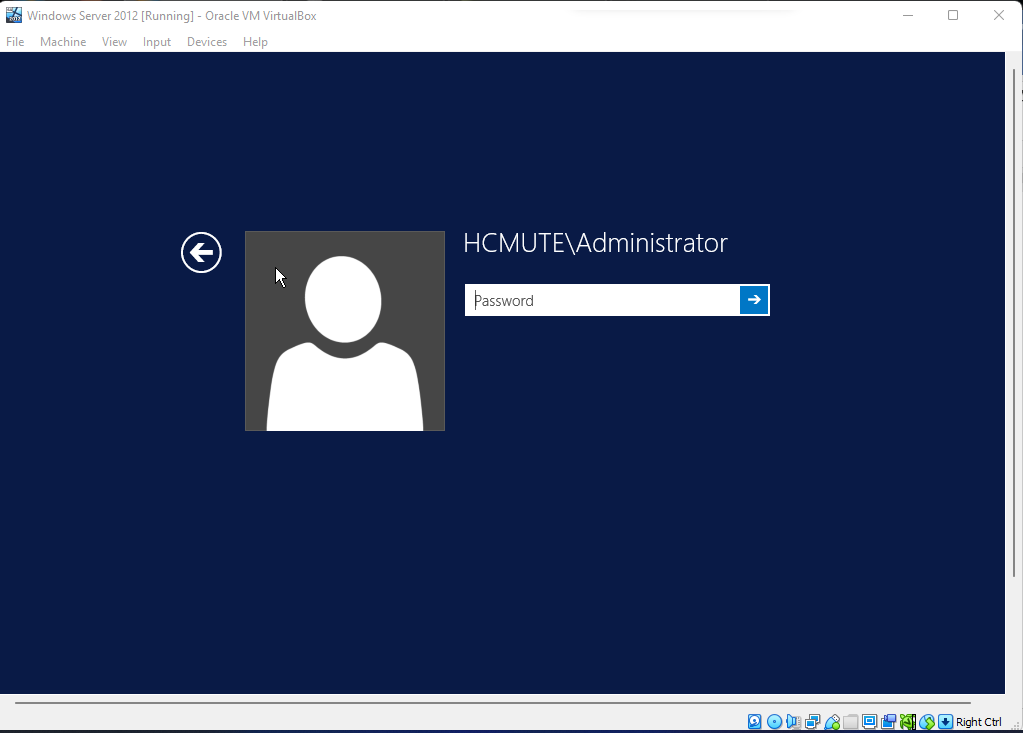 Windows Server 2012 [Running] - Oracle VM VirtualBox
File Machine View Input Devices Help
HCMUTE\Administrator
Password
Right Ctrl